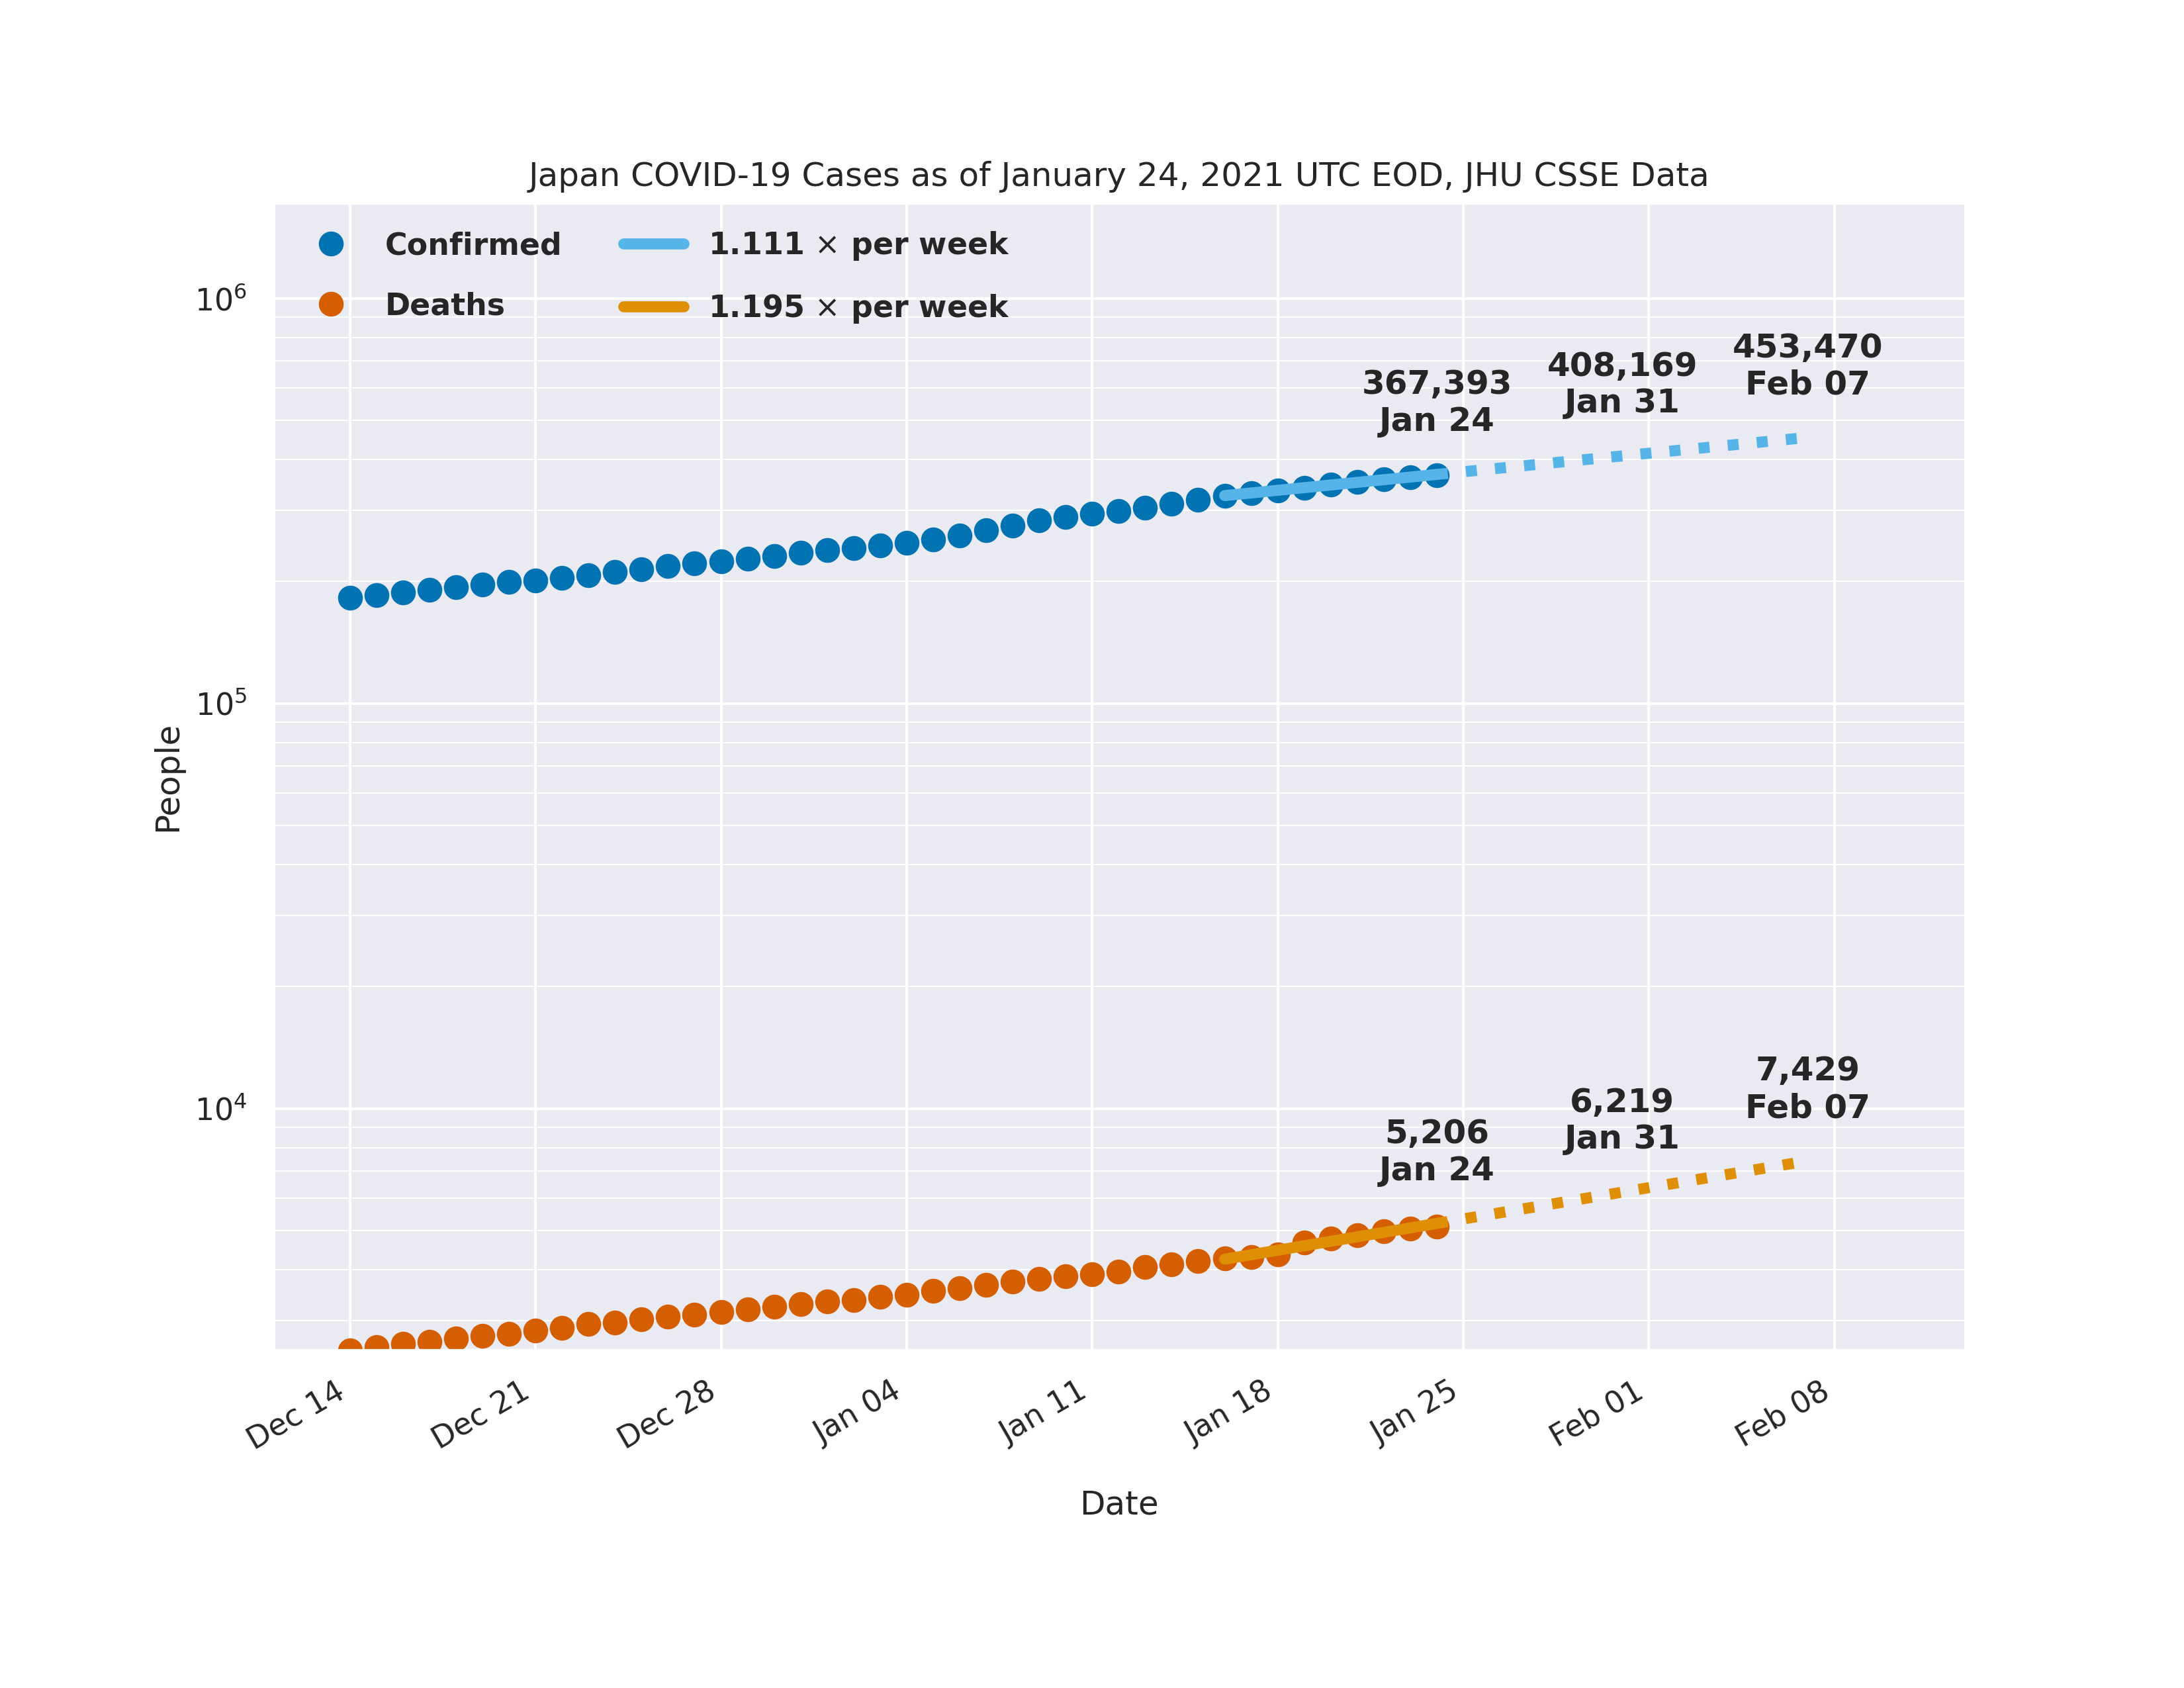 Japan COVID-19 Cases as of January 24, 2021 UTC EOD, JHU CSSE Data
Confirmed
Deaths
1.111 × per week
1.195 × per week
10⁶
10⁵
10⁴
People
367,393
Jan 24
408,169
Jan 31
453,470
Feb 07
5,206
Jan 24
6,219
Jan 31
7,429
Feb 07
Dec 14
Dec 21
Dec 28
Jan 04
Jan 11
Jan 18
Jan 25
Feb 01
Feb 08
Date